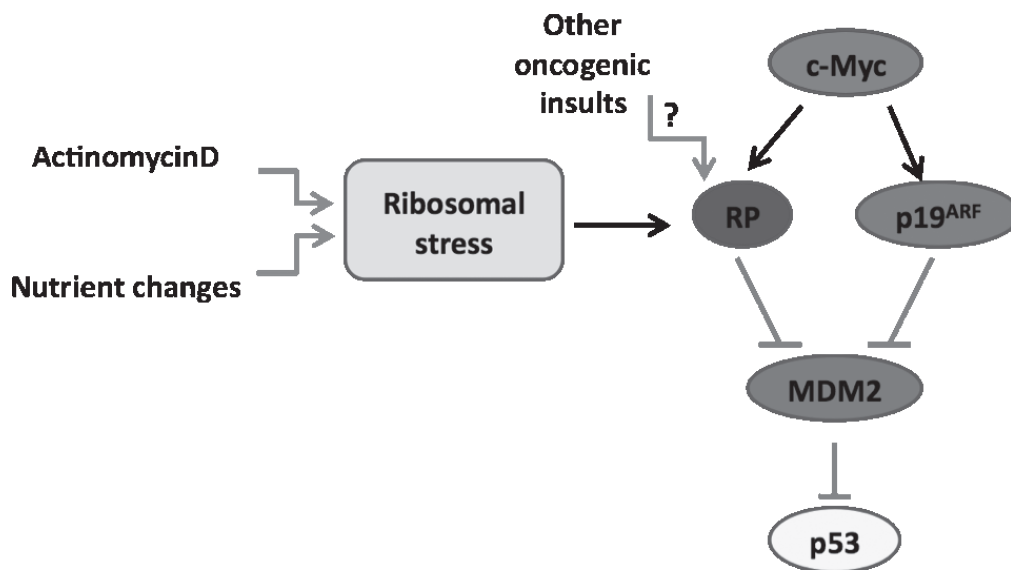 Other
oncogenic
insults
?
c-Myc
ActinomycinD
Nutrient changes
Ribosomal
stress
RP
p19ARF
MDM2
p53